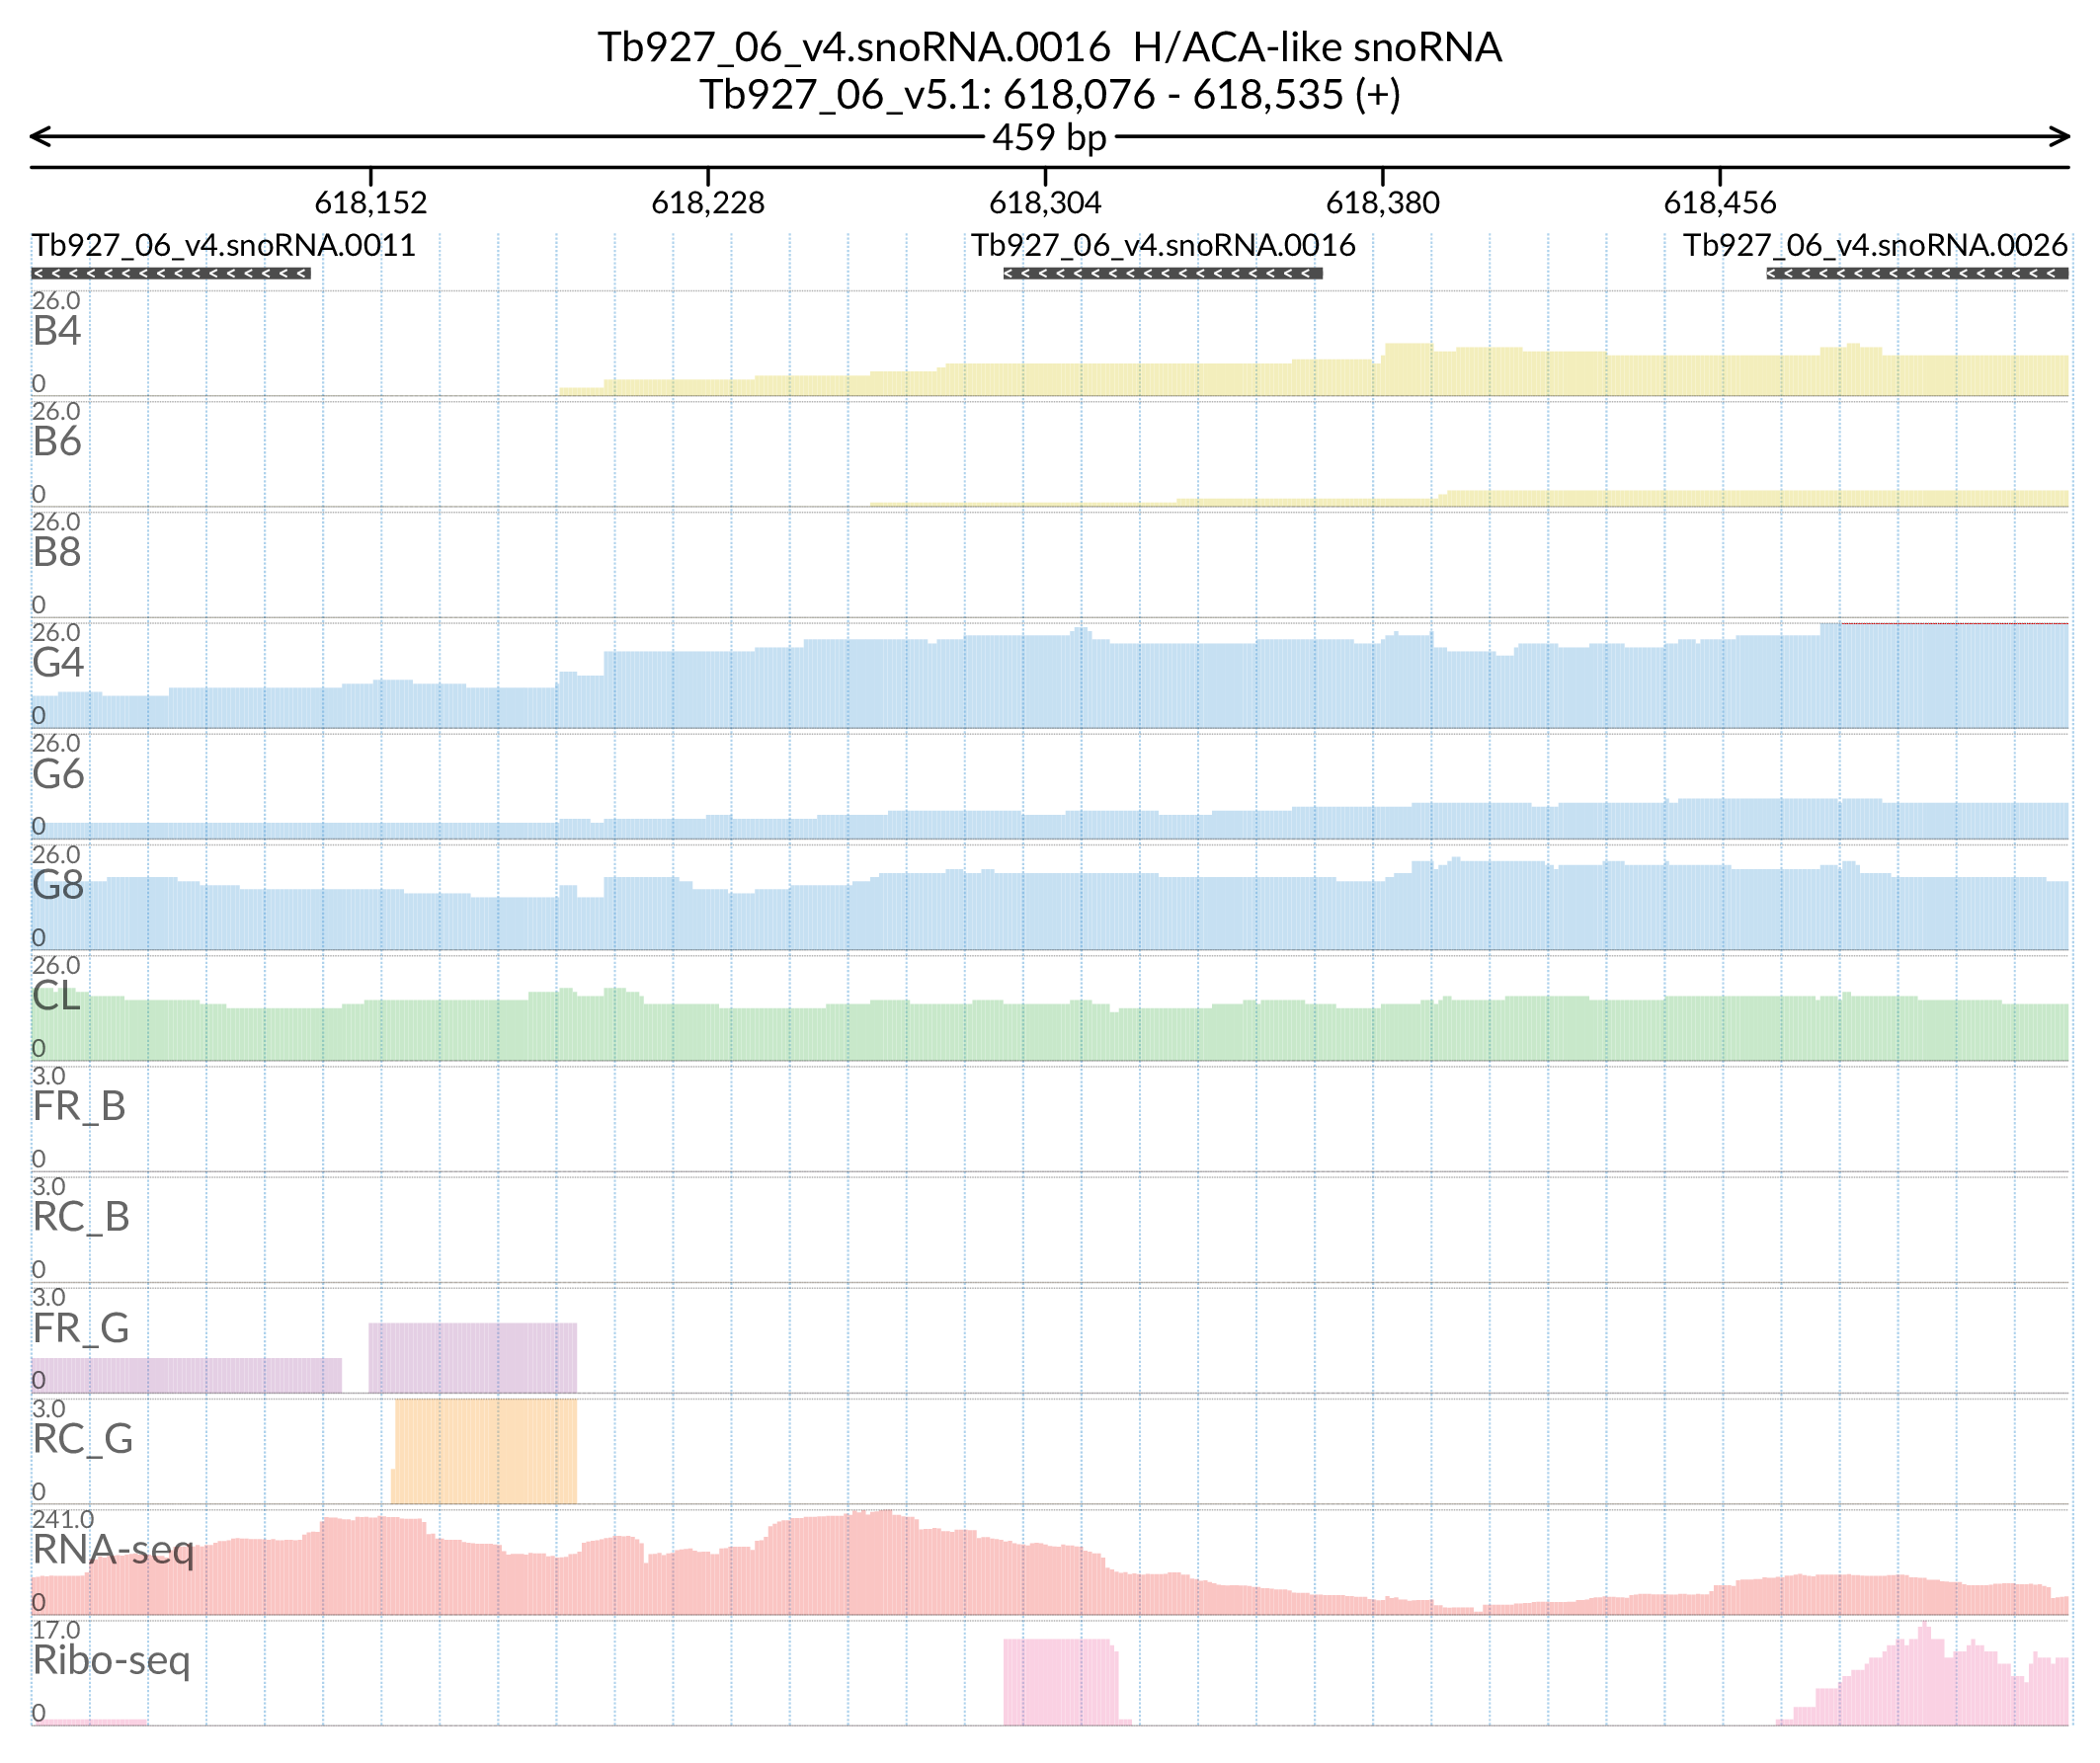 Tb927_06_v4.snoRNA.0016  H/ACA-like snoRNA
Tb927_06_v5.1: 618,076 - 618,535 (+)
459 bp
618,152 618,228 618,304 618,380 618,456
Tb927_06_v4.snoRNA.0011 Tb927_06_v4.snoRNA.0016 Tb927_06_v4.snoRNA.0026
26.0
B4
0
26.0
B6
0
26.0
B8
0
26.0
G4
0
26.0
G6
0
26.0
G8
0
26.0
CL
0
3.0
FR_B
0
3.0
RC_B
0
3.0
FR_G
0
3.0
RC_G
0
241.0
RNA-seq
0
17.0
Ribo-seq
0